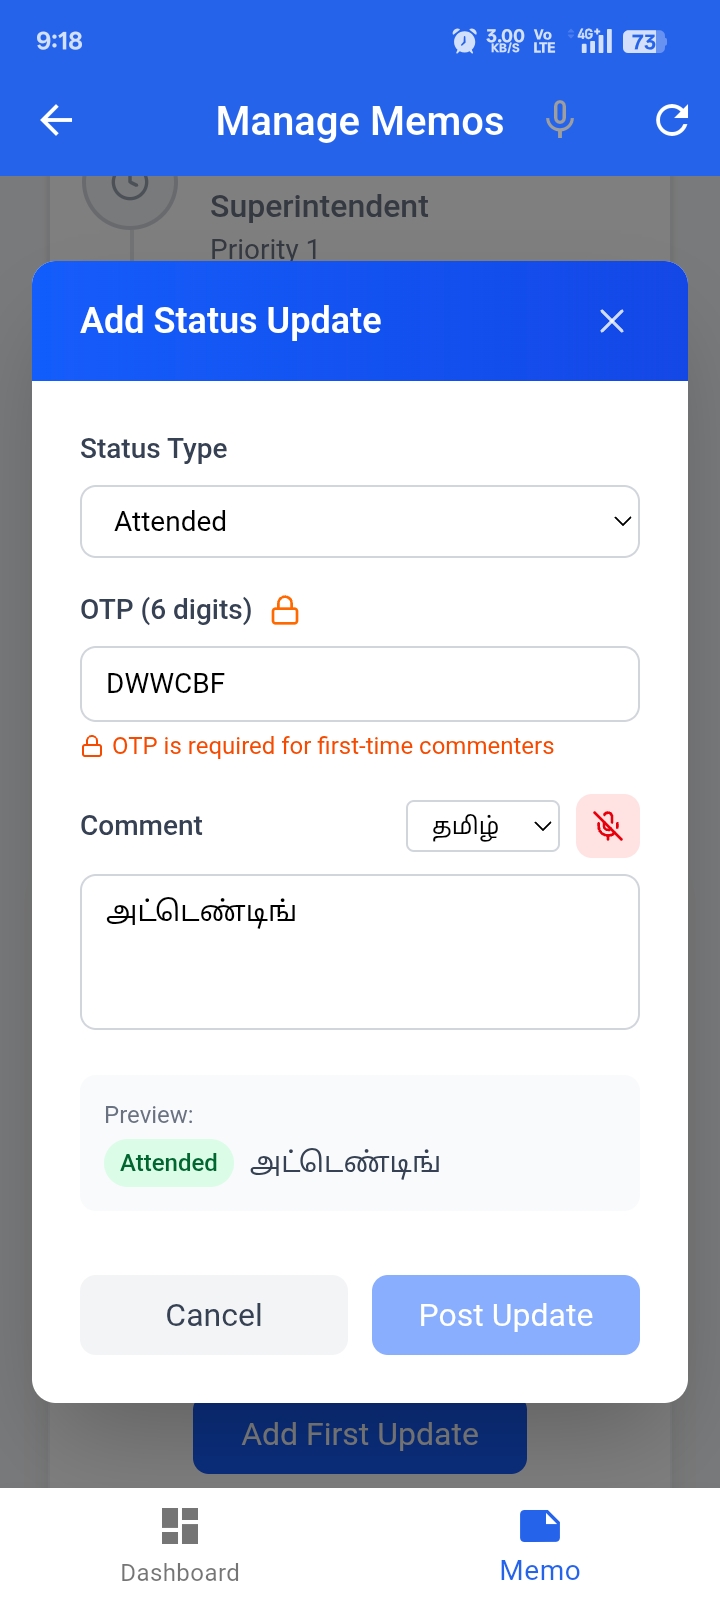 9:18
3.00 KB/S
Vo LTE
4G+
73
Manage Memos
Superintendent
Priority 1
Add Status Update
Status Type
Attended
OTP (6 digits)
DWWCBF
OTP is required for first-time commenters
Comment
தமிழ்
அட்டெண்டிங்
Preview:
Attended அட்டெண்டிங்
Cancel
Post Update
Add First Update
Dashboard
Memo